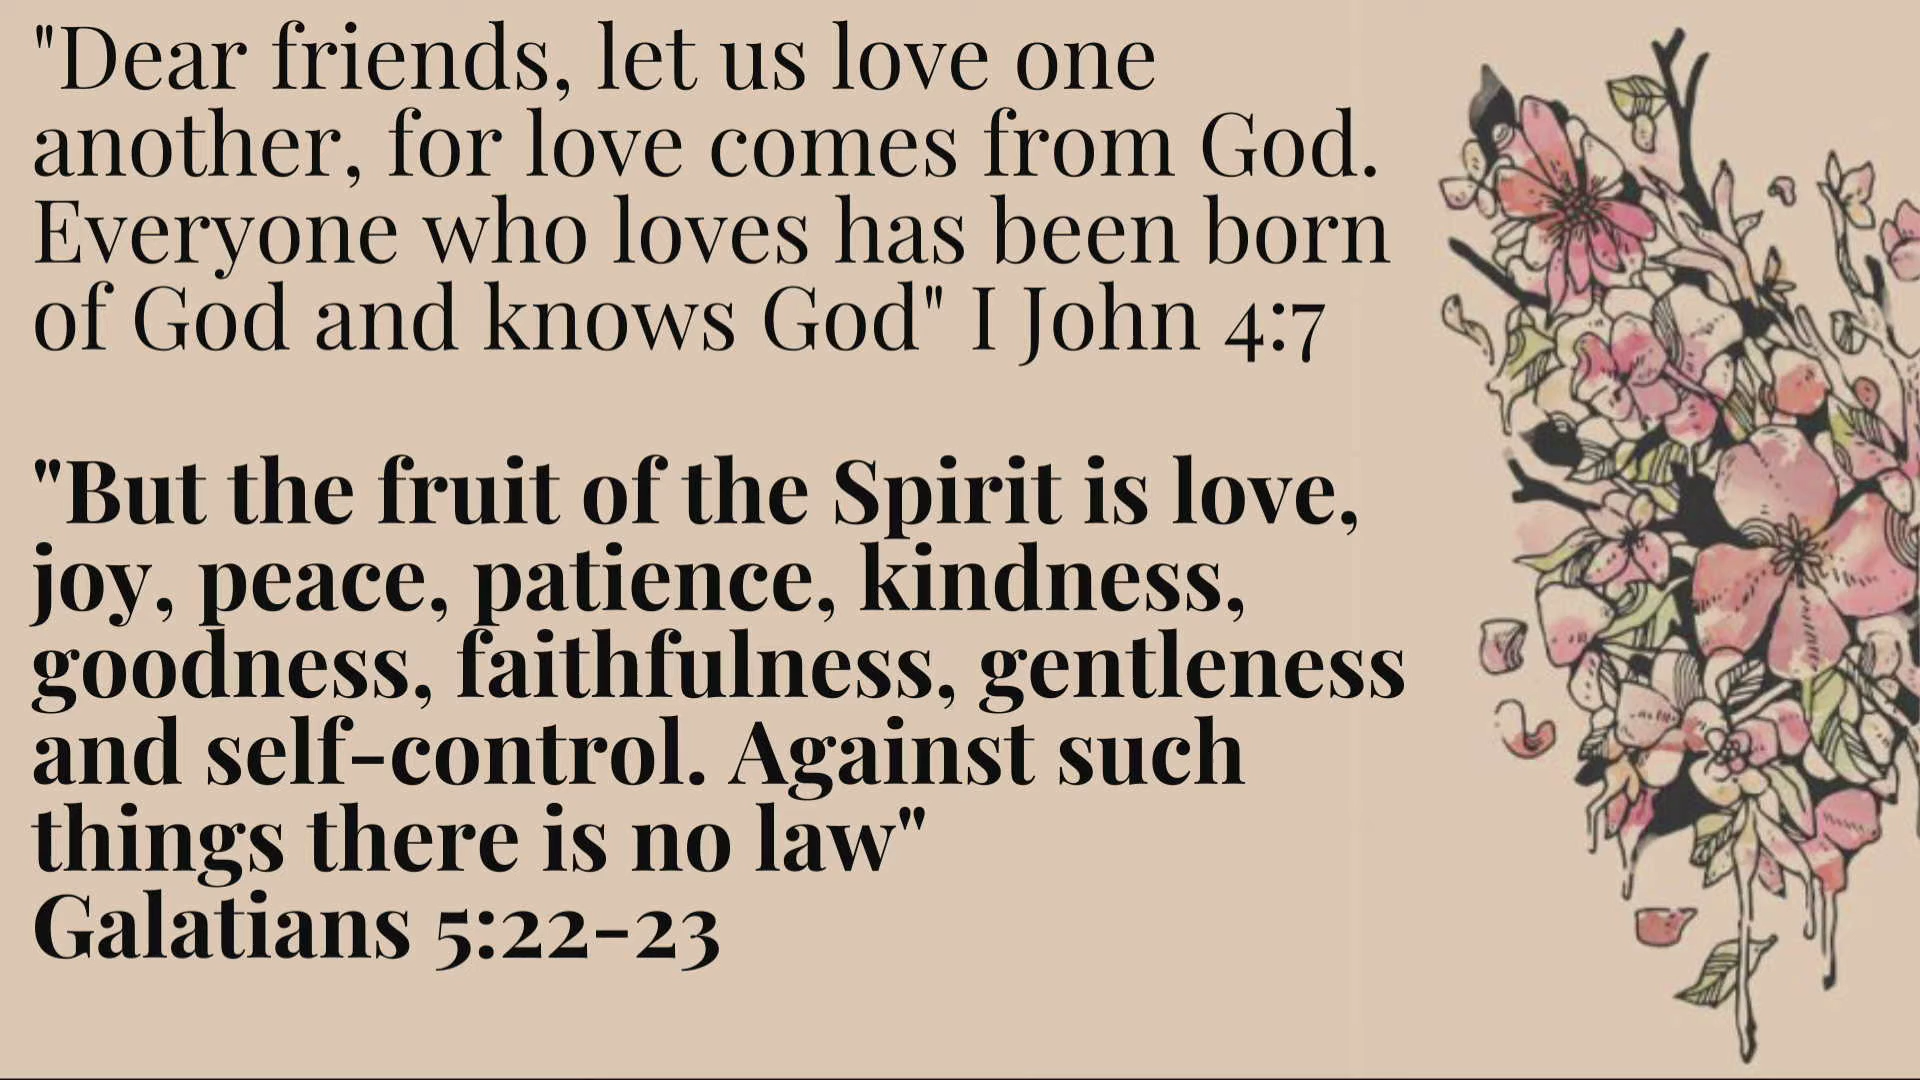 "Dear friends, let us love one
another, for love comes from God.
Everyone who loves has been born
of God and knows God" I John 4:7
"But the fruit of the Spirit is love,
joy, peace, patience, kindness,
goodness, faithfulness, gentleness
and self-control. Against such
things there is no law"
Galatians 5:22-23